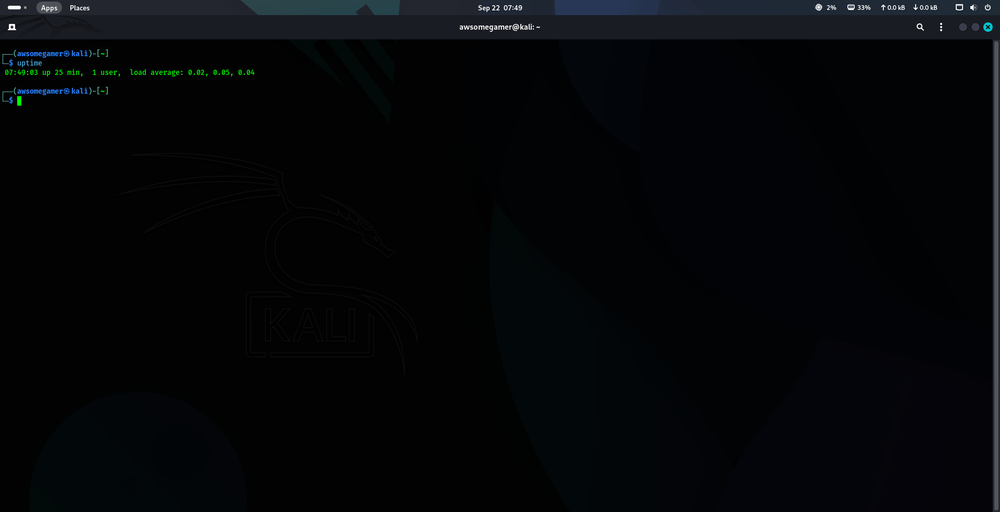 Apps Places Sep 22 07:49 2% 33% 0.0 kB 0.0 kB
awsomegamer@kali: ~
┌──(awsomegamer㉿kali)-[~]
└─$ uptime
07:49:03 up 25 min,  1 user,  load average: 0.02, 0.05, 0.04
┌──(awsomegamer㉿kali)-[~]
└─$
KALI